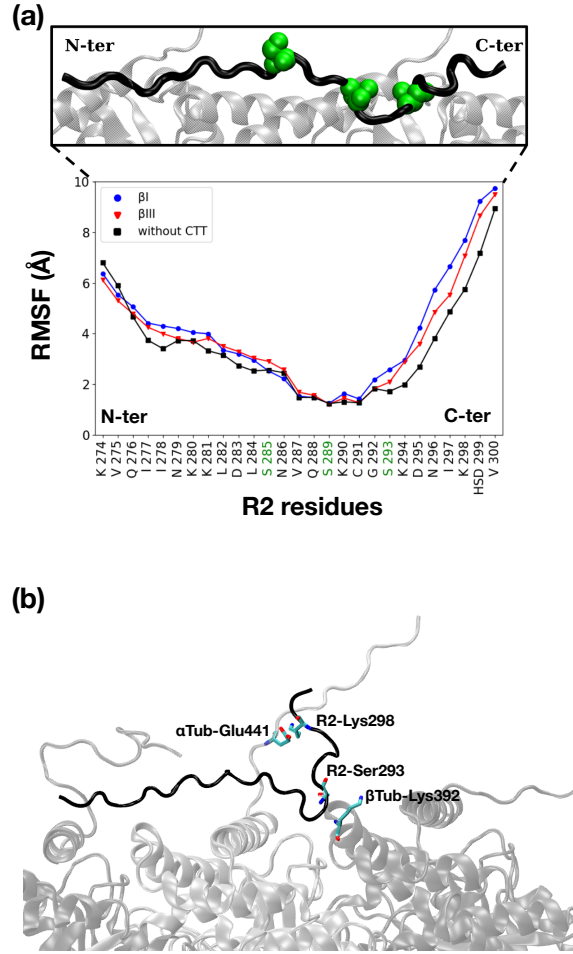 (a)
N-ter
C-ter
10
8
6
4
2
0
RMSF (Å)
βI
βIII
without CTT
N-ter
C-ter
K 274
V 275
Q 276
I 277
I 278
N 279
K 280
K 281
L 282
D 283
L 284
S 285
N 286
V 287
Q 288
S 289
K 290
C 291
G 292
S 293
K 294
D 295
N 296
I 297
K 298
HSD 299
V 300
R2 residues
(b)
αTub-Glu441
R2-Lys298
R2-Ser293
βTub-Lys392